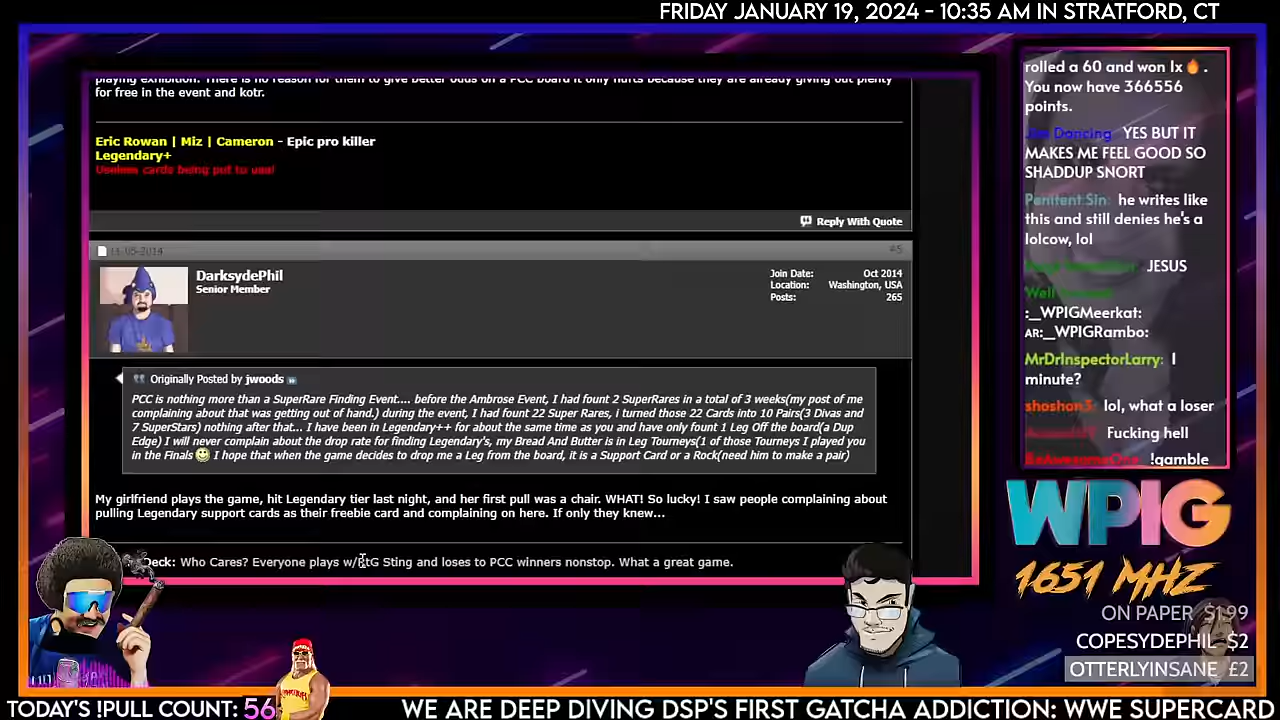 FRIDAY JANUARY 19, 2024 - 10:35 AM IN STRATFORD, CT
playing exhibition. There is no reason for them to give better odds on a PCC board it only hurts because they are already giving out plenty
for free in the event and kotr.
Eric Rowan | Miz | Cameron - Epic pro killer
Legendary+
Useless cards being put to use!
Reply With Quote
11-05-2014
#5
DarksydePhil
Senior Member
Join Date: Oct 2014
Location: Washington, USA
Posts: 265
Originally Posted by jwoods
PCC is nothing more than a SuperRare Finding Event.... before the Ambrose Event, I had fount 2 SuperRares in a total of 3 weeks(my post of me
complaining about that was getting out of hand.) during the event, I had fount 22 Super Rares, i turned those 22 Cards into 10 Pairs(3 Divas and
7 SuperStars) nothing after that... I have been in Legendary++ for about the same time as you and have only fount 1 Leg Off the board(a Dup
Edge) I will never complain about the drop rate for finding Legendary's, my Bread And Butter is in Leg Tourneys(1 of those Tourneys I played you
in the Finals I hope that when the game decides to drop me a Leg from the board, it is a Support Card or a Rock(need him to make a pair)
My girlfriend plays the game, hit Legendary tier last night, and her first pull was a chair. WHAT! So lucky! I saw people complaining about
pulling Legendary support cards as their freebie card and complaining on here. If only they knew...
Deck: Who Cares? Everyone plays w/BtG Sting and loses to PCC winners nonstop. What a great game.
rolled a 60 and won 1x .
You now have 366556
points.
Dancing YES BUT IT
MAKES ME FEEL GOOD SO
SHADDUP SNORT
Penitent Sin: he writes like
this and still denies he's a
lolcow, lol
JESUS
Well
:_WPIGMeerkat:
AR:_WPIGRambo:
MrDrInspectorLarry: I
minute?
shoshon3: lol, what a loser
Fucking hell
BeAwesomeOne: !gamble
WPIG
1651 MHZ
ON PAPER $1.99
COPESYDEPHIL $2
OTTERLYINSANE £2
TODAY'S !PULL COUNT: 56
WE ARE DEEP DIVING DSP'S FIRST GATCHA ADDICTION: WWE SUPERCARD